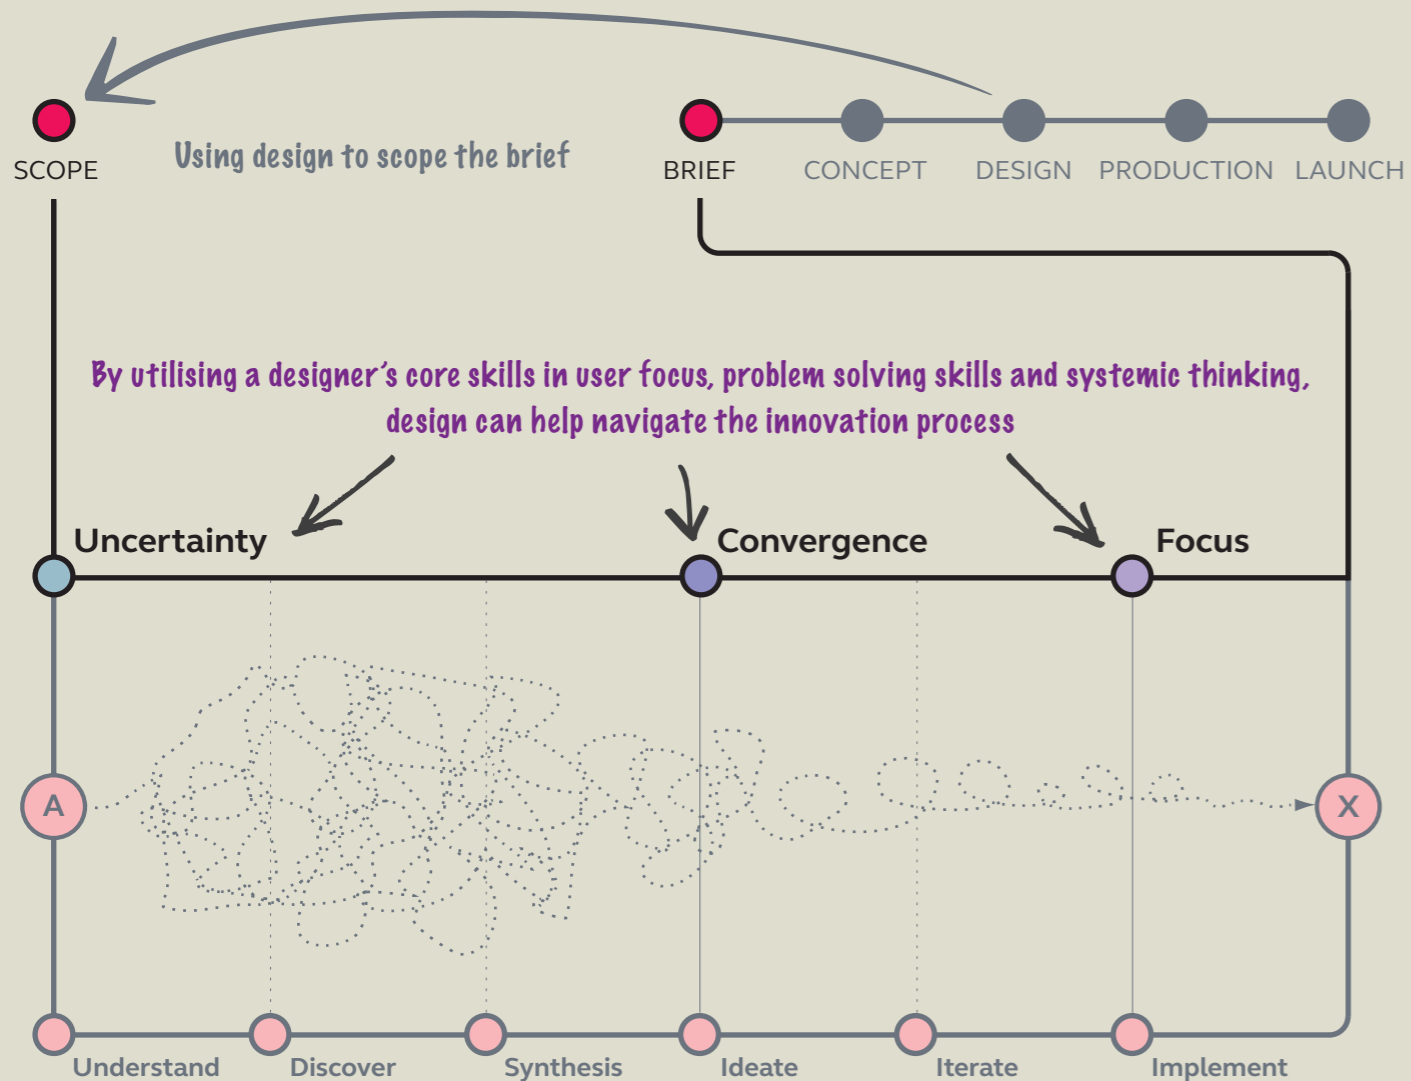 Using design to scope the brief
SCOPE
BRIEF
CONCEPT
DESIGN
PRODUCTION
LAUNCH
By utilising a designer's core skills in user focus, problem solving skills and systemic thinking,
design can help navigate the innovation process
Uncertainty
Convergence
Focus
A
X
Understand
Discover
Synthesis
Ideate
Iterate
Implement